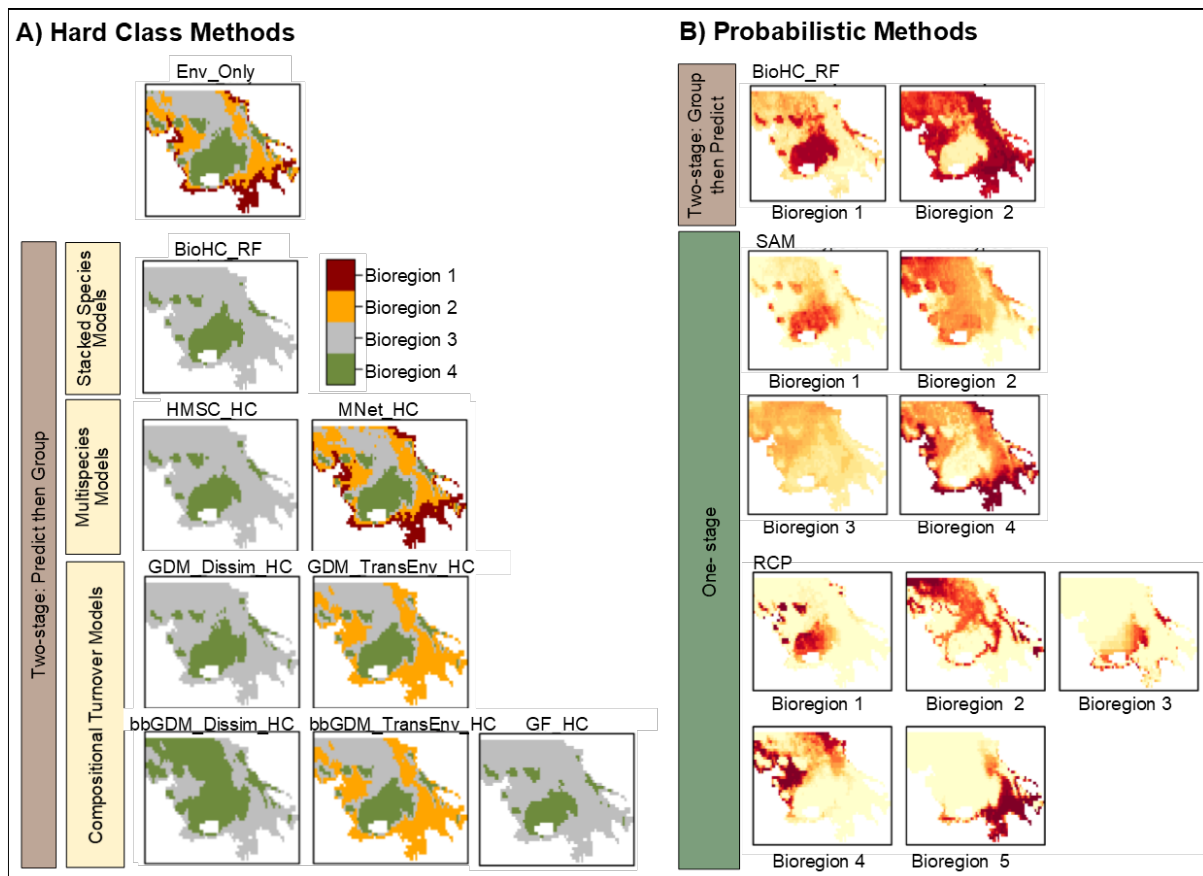 A) Hard Class Methods
Env_Only
Two-stage: Predict then Group
Stacked Species
Models
BioHC_RF
Bioregion 1
Bioregion 2
Bioregion 3
Bioregion 4
Multispecies
Models
HMSC_HC
MNet_HC
Compositional Turnover Models
GDM_Dissim_HC
GDM_TransEnv_HC
bbGDM_Dissim_HC
bbGDM_TransEnv_HC
GF_HC
B) Probabilistic Methods
Two-stage: Group
then Predict
BioHC_RF
Bioregion 1
Bioregion 2
One- stage
SAM
Bioregion 1
Bioregion 2
Bioregion 3
Bioregion 4
RCP
Bioregion 1
Bioregion 2
Bioregion 3
Bioregion 4
Bioregion 5